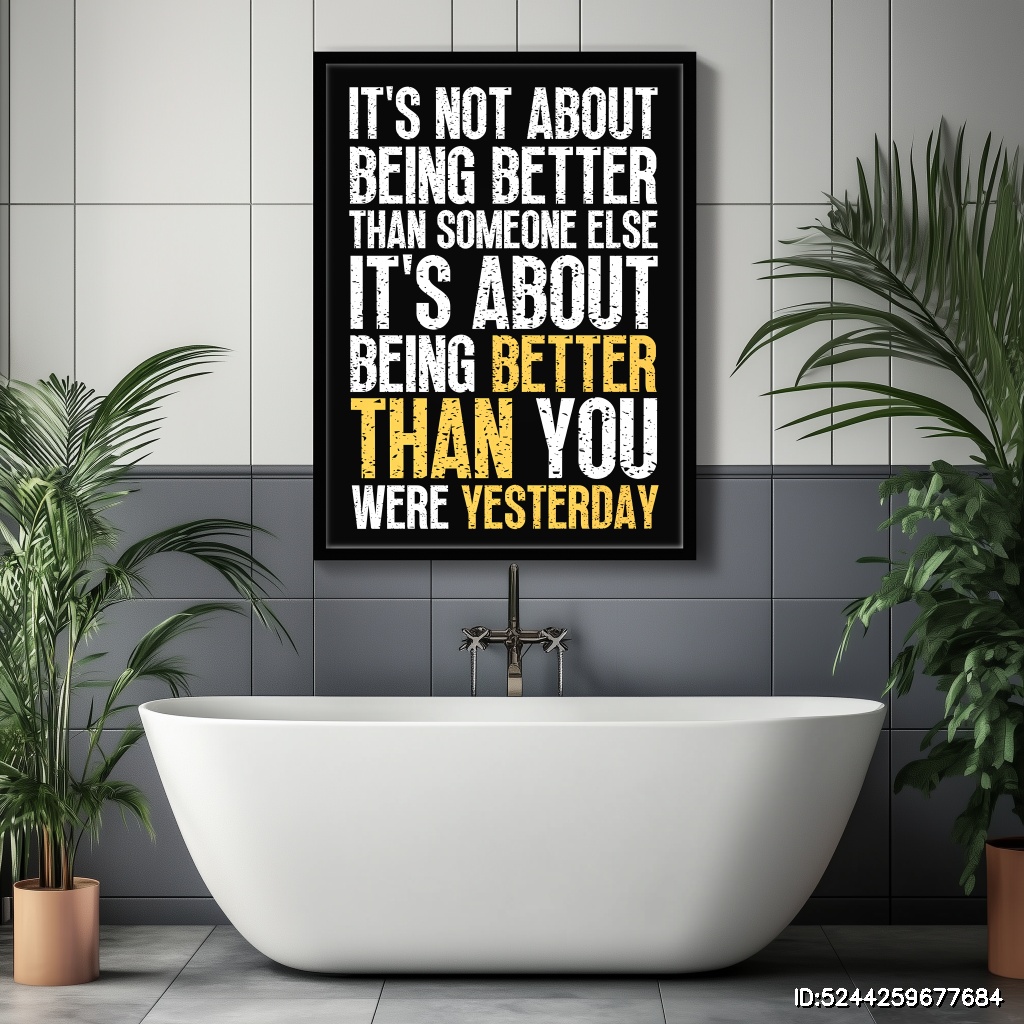 IT'S NOT ABOUT
BEING BETTER
THAN SOMEONE ELSE
IT'S ABOUT
BEING BETTER
THAN YOU
WERE YESTERDAY
ID:5244259677684